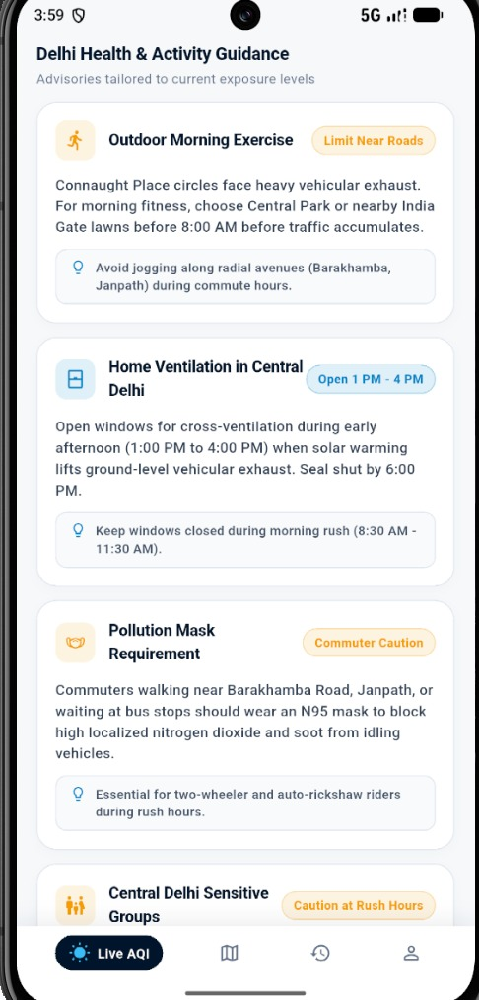 3:59
5G
Delhi Health & Activity Guidance
Advisories tailored to current exposure levels
Outdoor Morning Exercise
Limit Near Roads
Connaught Place circles face heavy vehicular exhaust.
For morning fitness, choose Central Park or nearby India
Gate lawns before 8:00 AM before traffic accumulates.
Avoid jogging along radial avenues (Barakhamba,
Janpath) during commute hours.
Home Ventilation in Central
Delhi
Open 1 PM - 4 PM
Open windows for cross-ventilation during early
afternoon (1:00 PM to 4:00 PM) when solar warming
lifts ground-level vehicular exhaust. Seal shut by 6:00
PM.
Keep windows closed during morning rush (8:30 AM -
11:30 AM).
Pollution Mask
Requirement
Commuter Caution
Commuters walking near Barakhamba Road, Janpath, or
waiting at bus stops should wear an N95 mask to block
high localized nitrogen dioxide and soot from idling
vehicles.
Essential for two-wheeler and auto-rickshaw riders
during rush hours.
Central Delhi Sensitive
Groups
Caution at Rush Hours
Live AQI